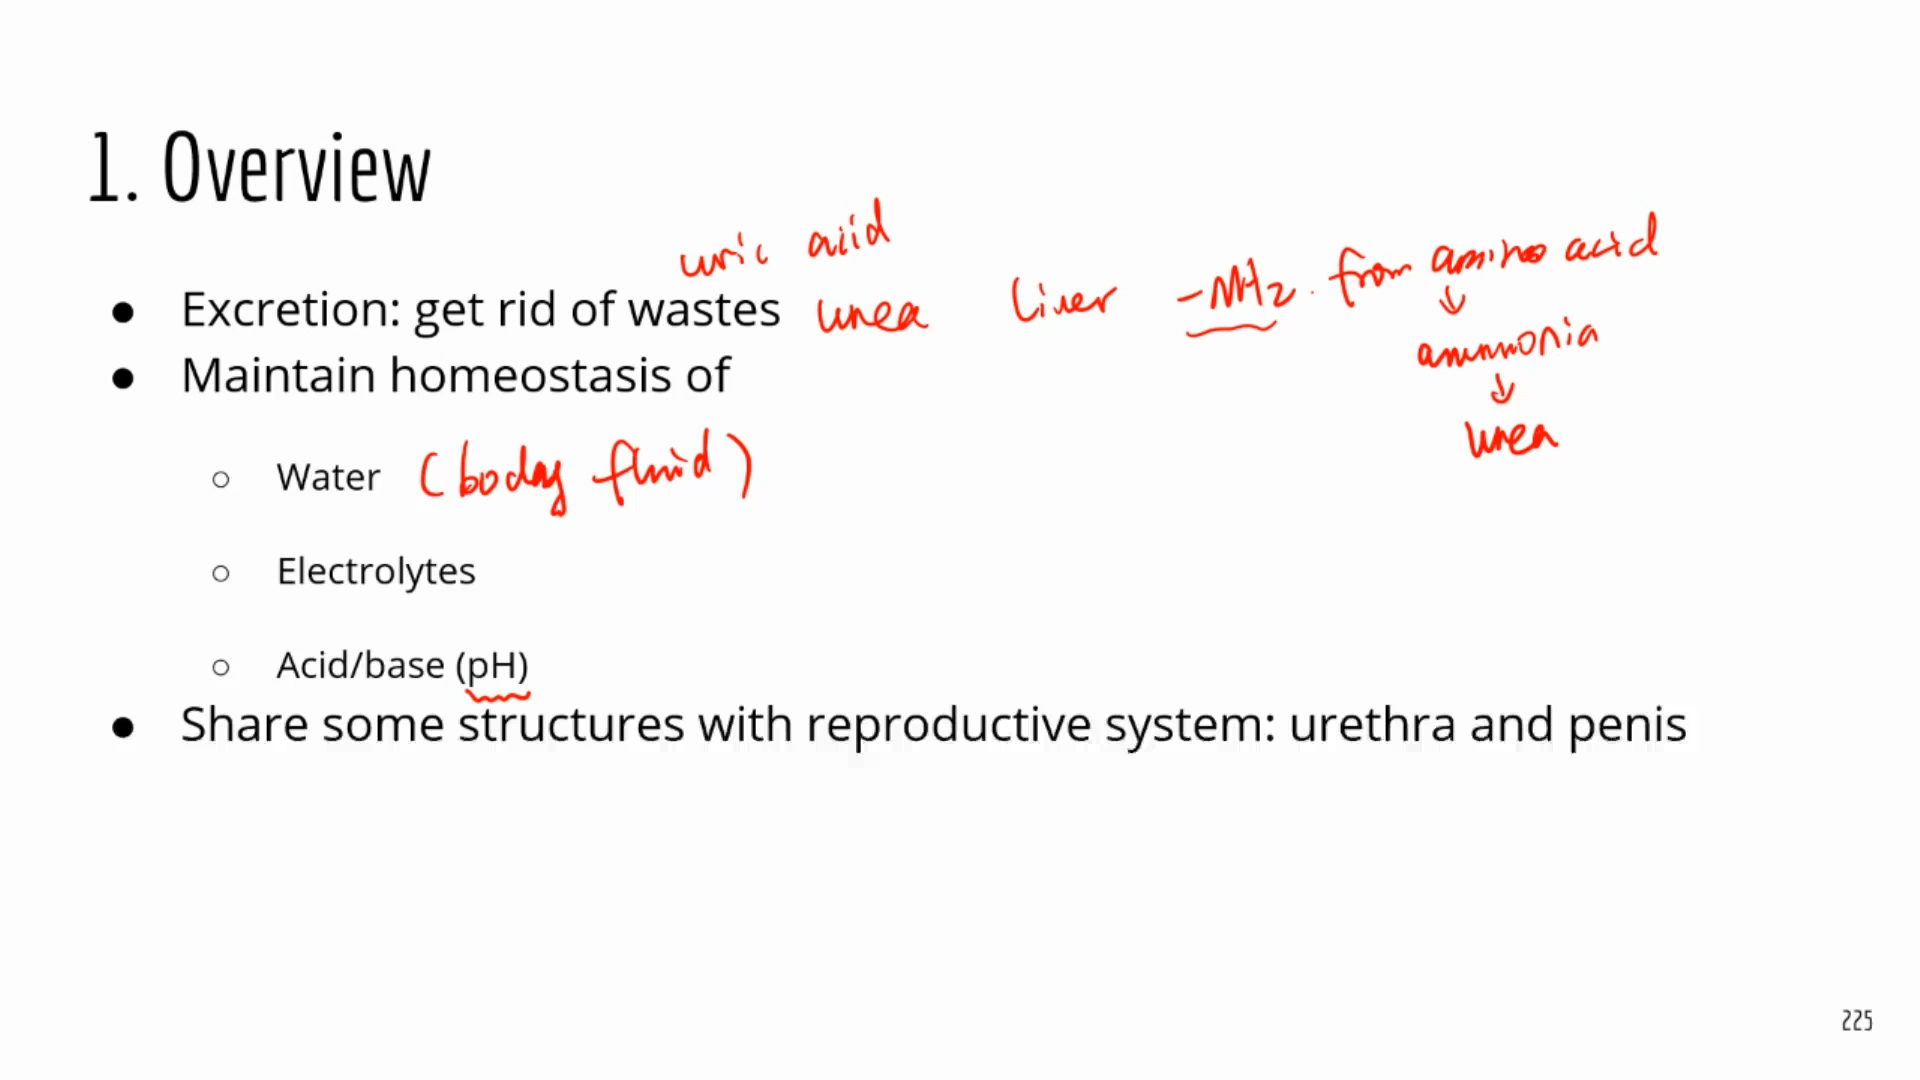 1. Overview
uric acid
● Excretion: get rid of wastes urea liver -NH2. from amino acid
↓
ammonia
↓
urea
● Maintain homeostasis of
○ Water (body fluid)
○ Electrolytes
○ Acid/base (pH)
● Share some structures with reproductive system: urethra and penis
225